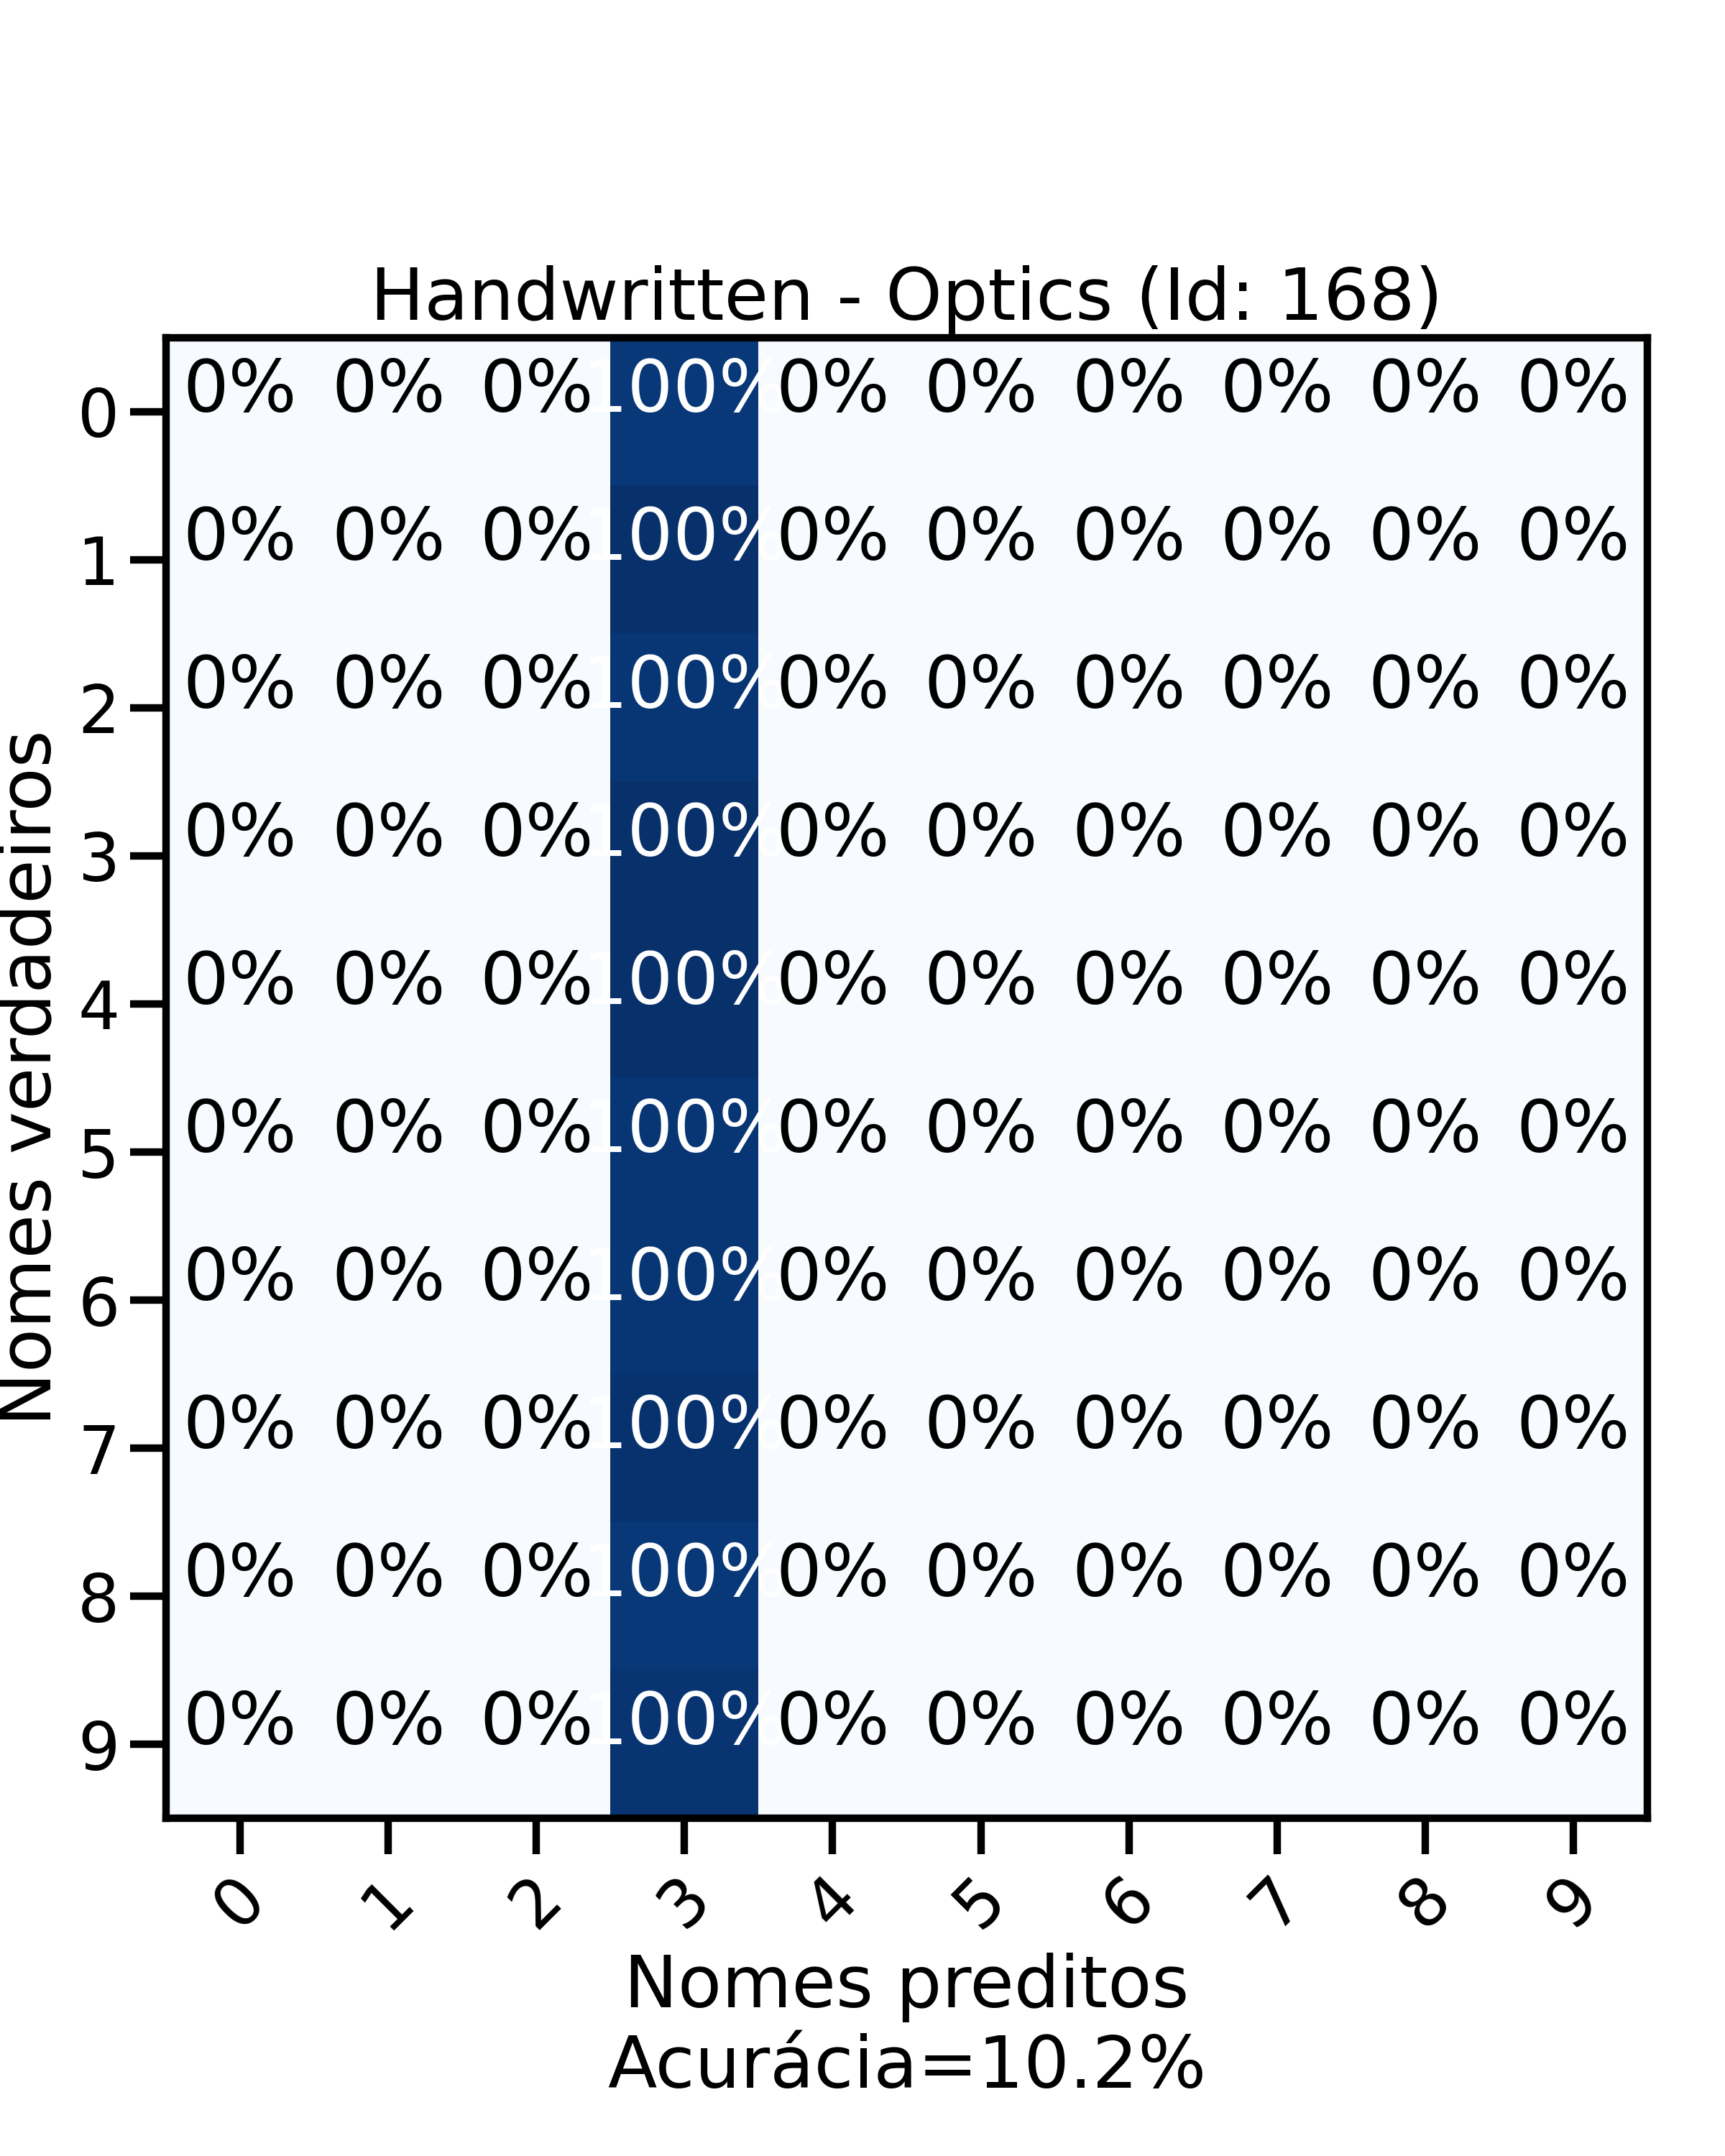 Handwritten - Optics (Id: 168)
Nomes verdadeiros
0 0% 0% 0% 100% 0% 0% 0% 0% 0% 0%
1 0% 0% 0% 100% 0% 0% 0% 0% 0% 0%
2 0% 0% 0% 100% 0% 0% 0% 0% 0% 0%
3 0% 0% 0% 100% 0% 0% 0% 0% 0% 0%
4 0% 0% 0% 100% 0% 0% 0% 0% 0% 0%
5 0% 0% 0% 100% 0% 0% 0% 0% 0% 0%
6 0% 0% 0% 100% 0% 0% 0% 0% 0% 0%
7 0% 0% 0% 100% 0% 0% 0% 0% 0% 0%
8 0% 0% 0% 100% 0% 0% 0% 0% 0% 0%
9 0% 0% 0% 100% 0% 0% 0% 0% 0% 0%
0 1 2 3 4 5 6 7 8 9
Nomes preditos
Acurácia=10.2%